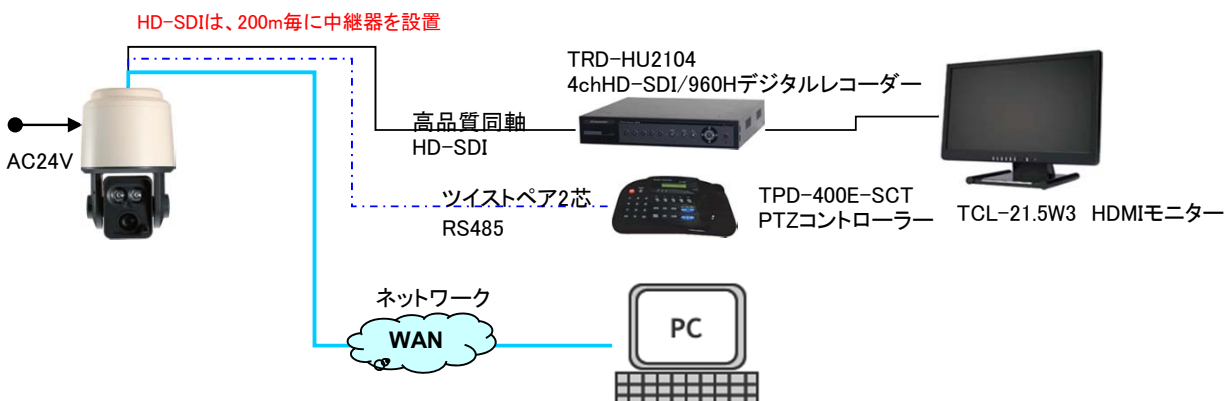 HD-SDIは、200m毎に中継器を設置
TRD-HU2104
4chHD-SDI/960Hデジタルレコーダー
高品質同軸
HD-SDI
AC24V
ツイストペア2芯
RS485
TPD-400E-SCT
PTZコントローラー
TCL-21.5W3 HDMIモニター
ネットワーク
WAN
PC